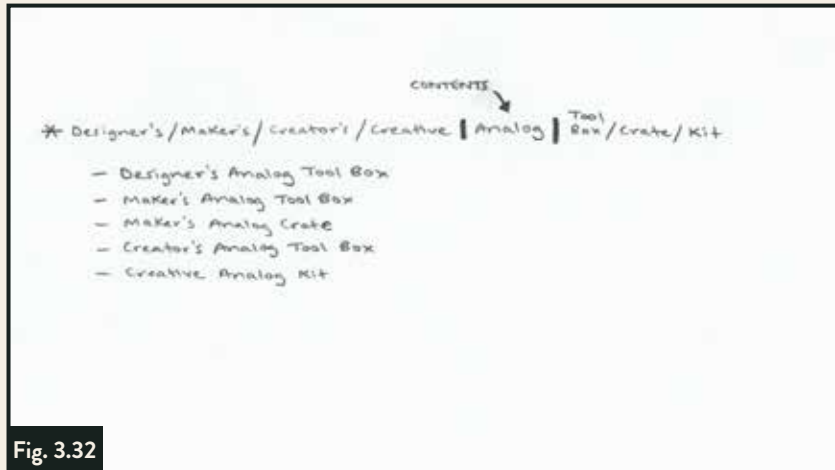 CONTENTS
* Designer's/Maker's/Creator's/Creative | Analog | Tool Box/Crate/Kit
– Designer's Analog Tool Box
– Maker's Analog Tool Box
– Maker's Analog Crate
– Creator's Analog Tool Box
– Creative Analog Kit
Fig. 3.32